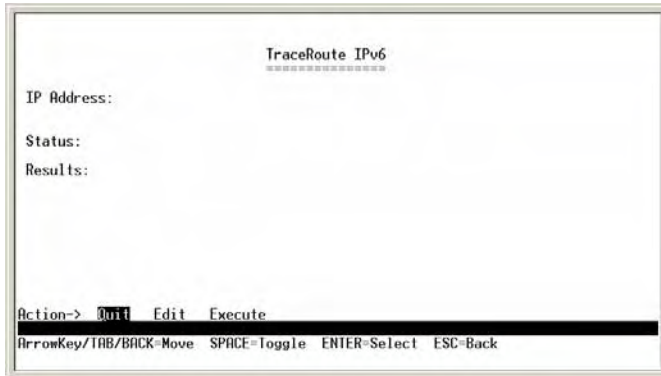 TraceRoute IPv6
===============
IP Address:
Status:
Results:
Action-> Quit Edit Execute
ArrowKey/TAB/BACK=Move SPACE=Toggle ENTER=Select ESC=Back